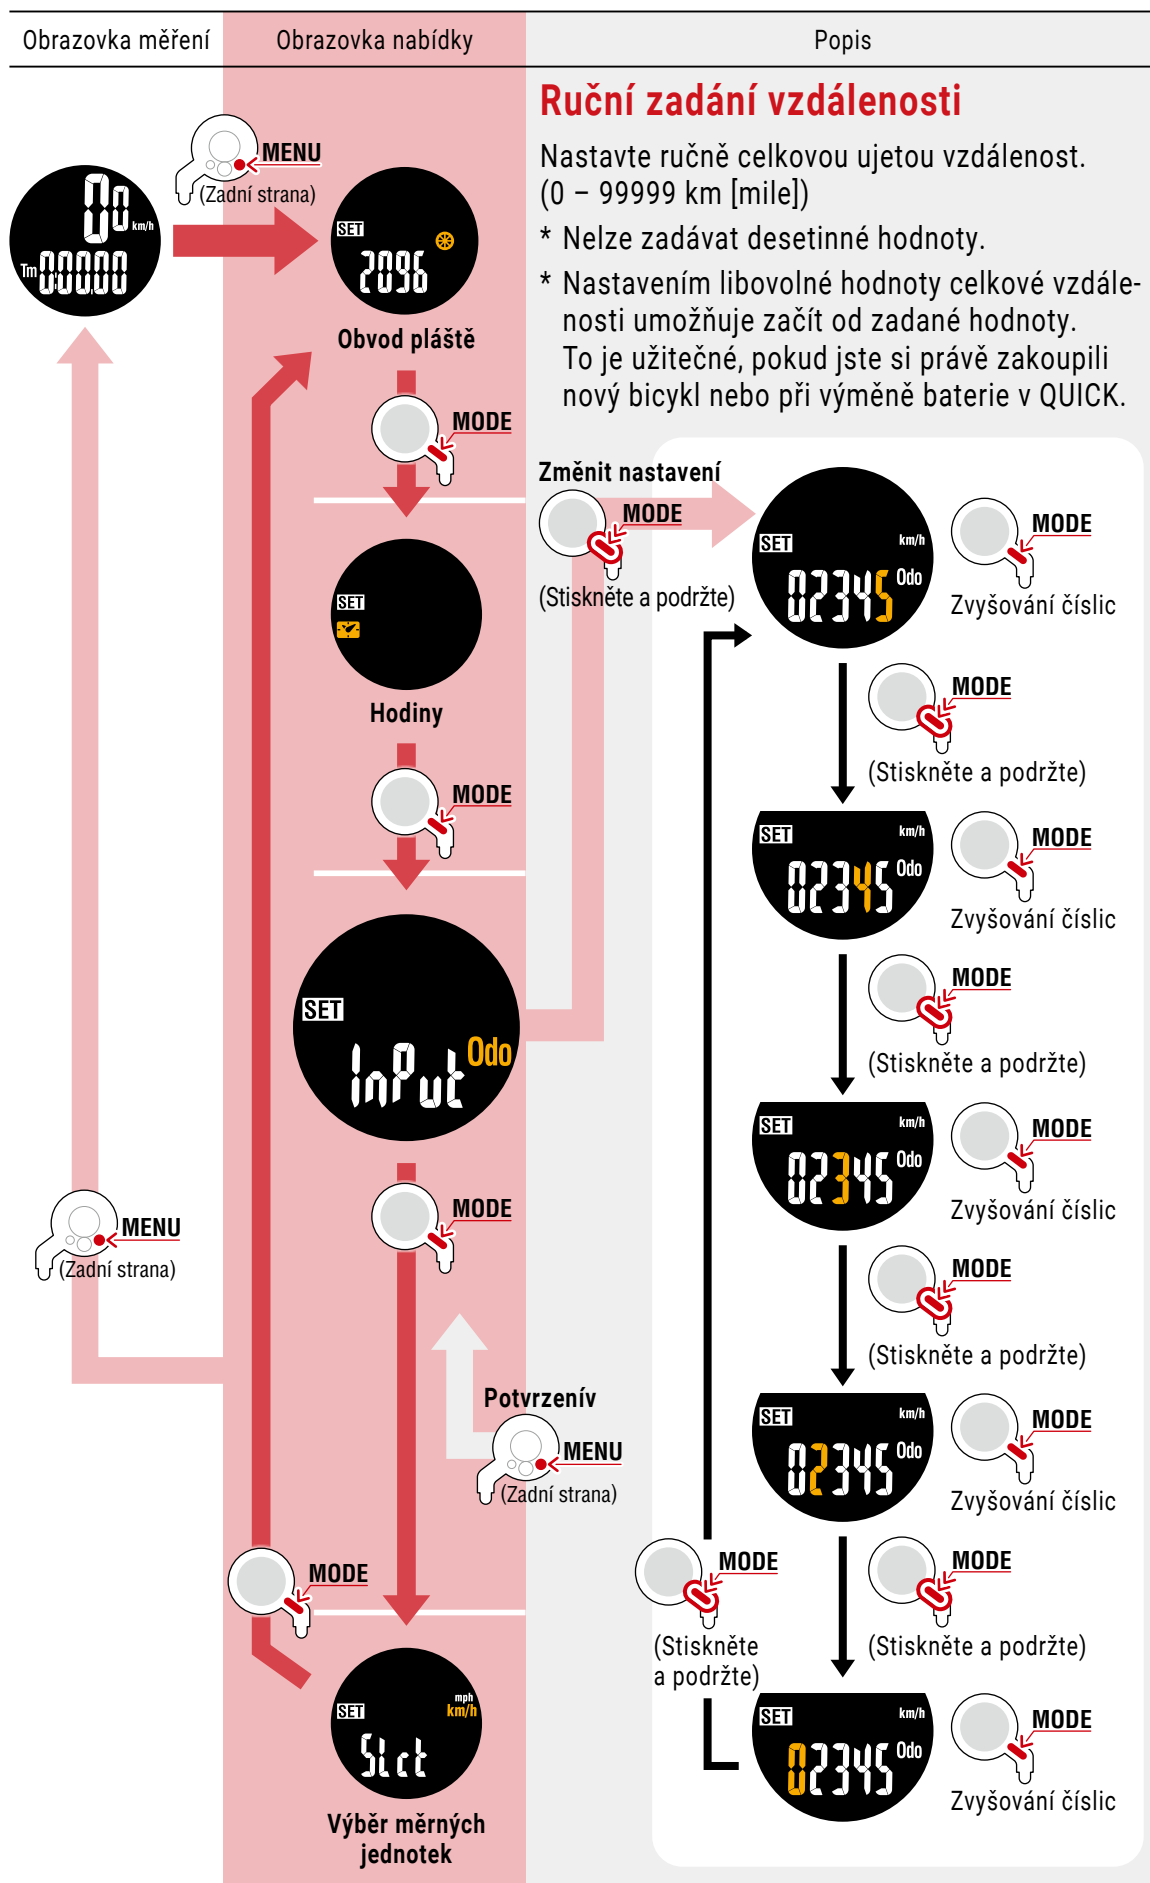 Obrazovka měření
Obrazovka nabídky
Popis
Ruční zadání vzdálenosti
Nastavte ručně celkovou ujetou vzdálenost.
(0 – 99999 km [mile])
* Nelze zadávat desetinné hodnoty.
* Nastavením libovolné hodnoty celkové vzdále-
nosti umožňuje začít od zadané hodnoty.
To je užitečné, pokud jste si právě zakoupili
nový bicykl nebo při výměně baterie v QUICK.
MENU
(Zadní strana)
00 km/h
Tm 0:00'00
SET
2096
Obvod pláště
MODE
SET
Hodiny
MODE
SET
Odo
InPut
MODE
MENU
(Zadní strana)
Potvrzenív
MENU
(Zadní strana)
MODE
SET
mph
km/h
SLct
Výběr měrných
jednotek
Změnit nastavení
MODE
(Stiskněte a podržte)
SET
km/h
02345 Odo
MODE
Zvyšování číslic
MODE
(Stiskněte a podržte)
SET
km/h
02345 Odo
MODE
Zvyšování číslic
MODE
(Stiskněte a podržte)
SET
km/h
02345 Odo
MODE
Zvyšování číslic
MODE
(Stiskněte a podržte)
SET
km/h
02345 Odo
MODE
Zvyšování číslic
MODE
(Stiskněte a podržte)
MODE
(Stiskněte
a podržte)
SET
km/h
02345 Odo
MODE
Zvyšování číslic